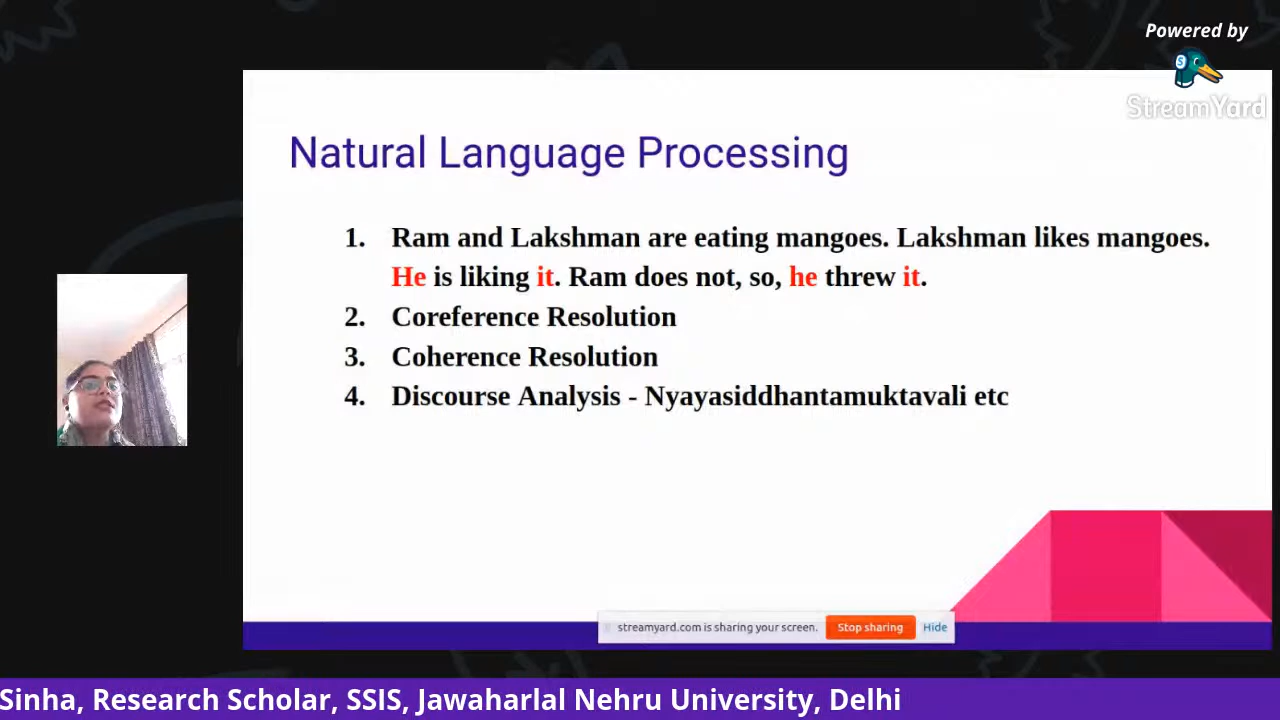 Powered by
StreamYard
Natural Language Processing
1. Ram and Lakshman are eating mangoes. Lakshman likes mangoes.
He is liking it. Ram does not, so, he threw it.
2. Coreference Resolution
3. Coherence Resolution
4. Discourse Analysis - Nyayasiddhantamuktavali etc
streamyard.com is sharing your screen. Stop sharing Hide
Sinha, Research Scholar, SSIS, Jawaharlal Nehru University, Delhi